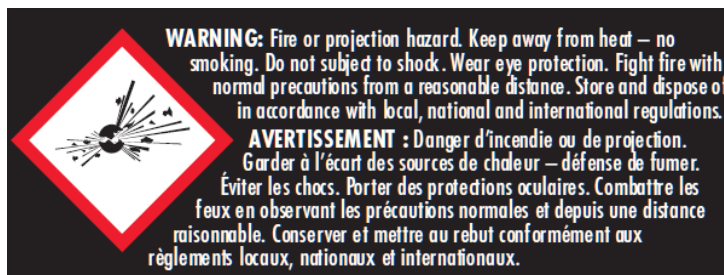 WARNING: Fire or projection hazard. Keep away from heat – no
smoking. Do not subject to shock. Wear eye protection. Fight fire with
normal precautions from a reasonable distance. Store and dispose of
in accordance with local, national and international regulations.
AVERTISSEMENT : Danger d'incendie ou de projection.
Garder à l'écart des sources de chaleur – défense de fumer.
Éviter les chocs. Porter des protections oculaires. Combattre les
feux en observant les précautions normales et depuis une distance
raisonnable. Conserver et mettre au rebut conformément aux
règlements locaux, nationaux et internationaux.